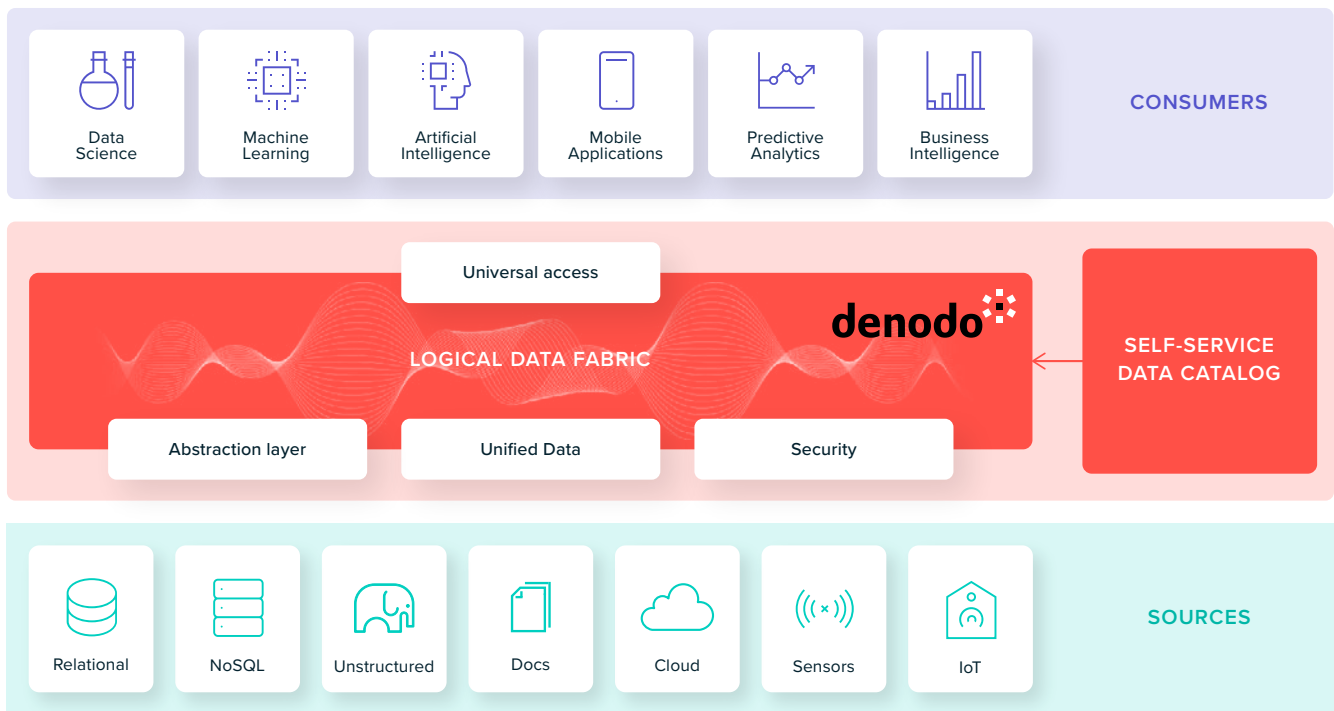 Data
Science
Machine
Learning
Artificial
Intelligence
Mobile
Applications
Predictive
Analytics
Business
Intelligence
CONSUMERS
Universal access
denodo
LOGICAL DATA FABRIC
SELF-SERVICE
DATA CATALOG
Abstraction layer
Unified Data
Security
Relational
NoSQL
Unstructured
Docs
Cloud
Sensors
IoT
SOURCES